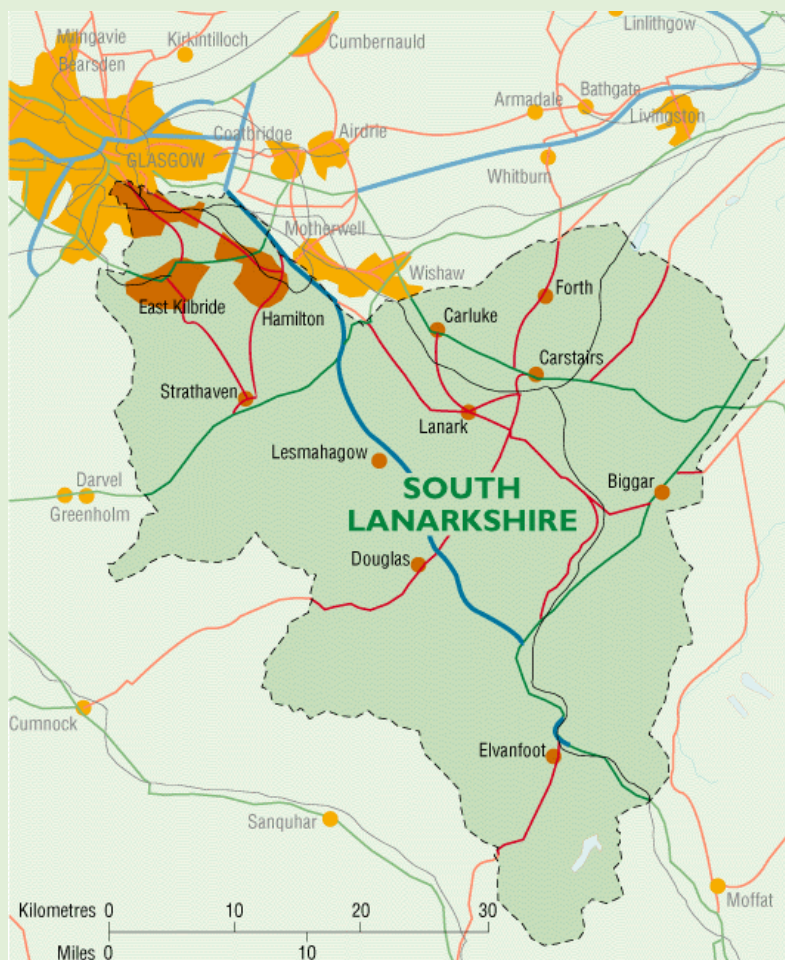 Linlithgow
Milngavie
Kirkintilloch
Cumbernauld
Bearsden
Bathgate
Armadale
Livingston
Coatbridge
Airdrie
GLASGOW
Whitburn
Motherwell
Wishaw
Forth
East Kilbride
Hamilton
Carluke
Carstairs
Strathaven
Lanark
Lesmahagow
Darvel
Biggar
SOUTH
LANARKSHIRE
Greenholm
Douglas
Cumnock
Elvanfoot
Sanquhar
Moffat
Kilometres 0 10 20 30
Miles 0 10